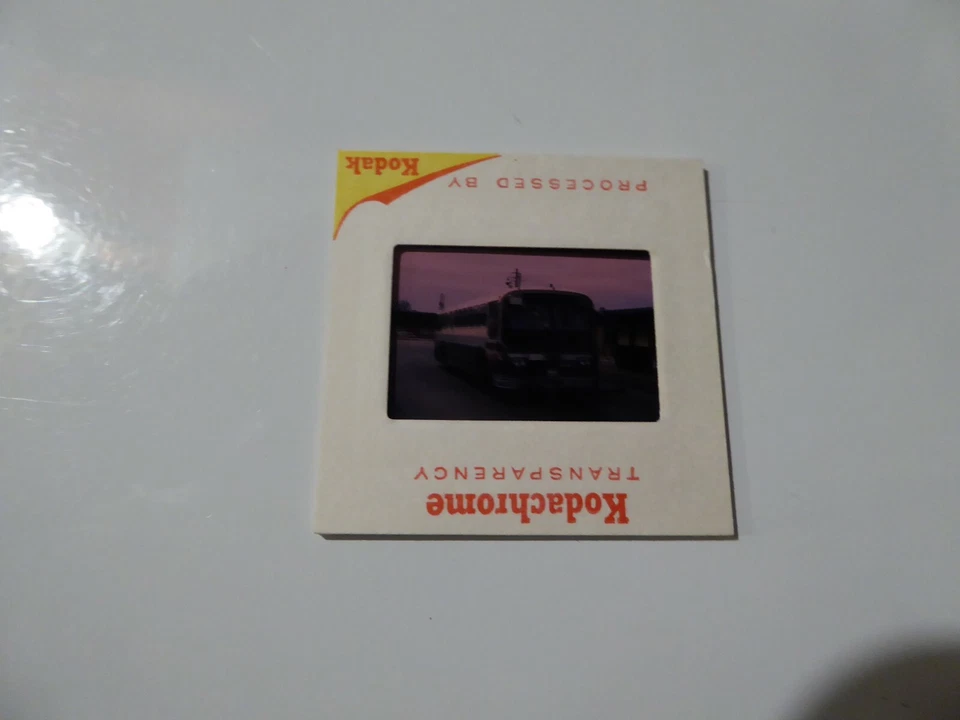 Kodachrome
TRANSPARENCY
PROCESSED BY
Kodak